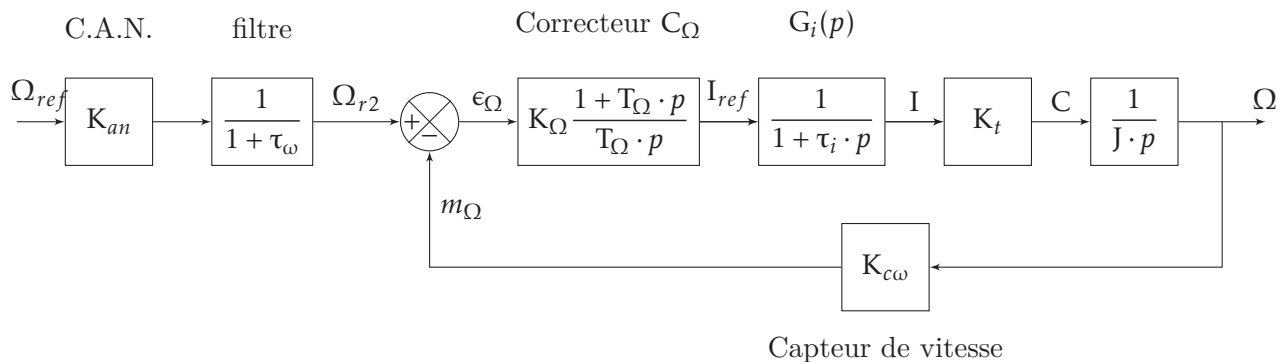 C.A.N. filtre Correcteur C_Ω G_i(p)
Ω_ref K_an 1/(1 + τ_ω) Ω_r2 + − ϵ_Ω K_Ω (1 + T_Ω · p)/(T_Ω · p) I_ref 1/(1 + τ_i · p) I K_t C 1/(J · p) Ω
m_Ω
K_cω
Capteur de vitesse